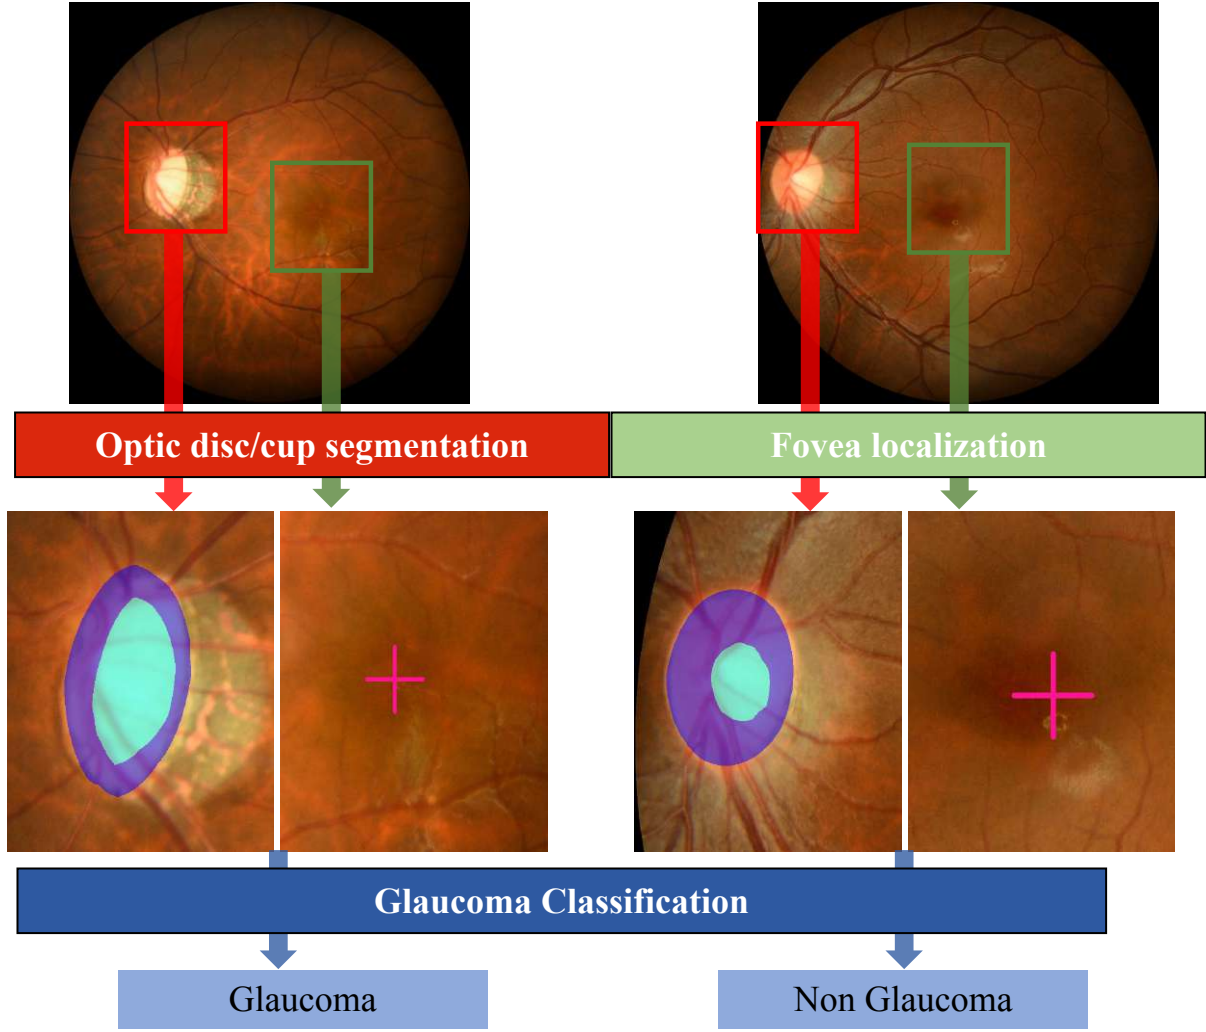 Optic disc/cup segmentation
Fovea localization
Glaucoma Classification
Glaucoma
Non Glaucoma